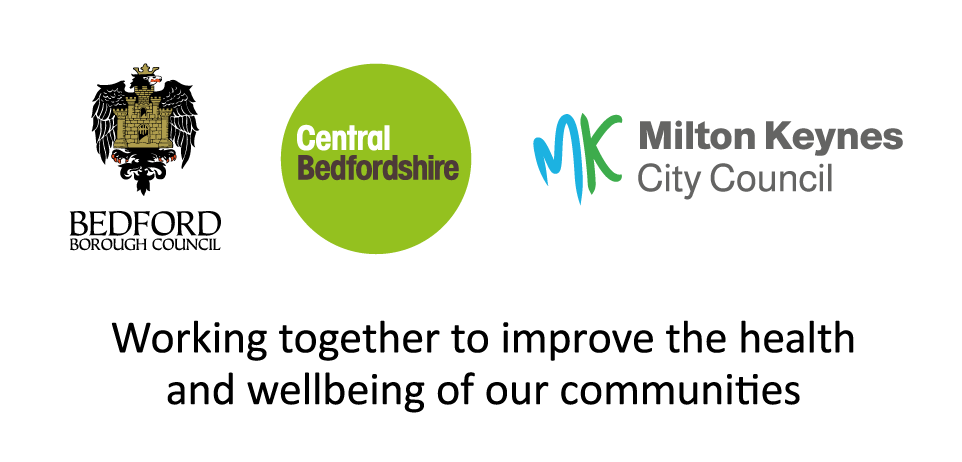 BEDFORD
BOROUGH COUNCIL
Central
Bedfordshire
MK
Milton Keynes
City Council
Working together to improve the health
and wellbeing of our communities